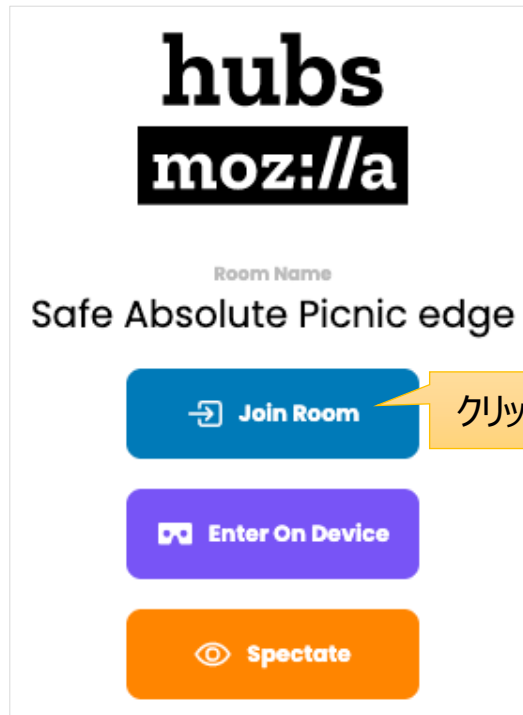 hubs
moz://a
Room Name
Safe Absolute Picnic edge
Join Room
クリッ
Enter On Device
Spectate